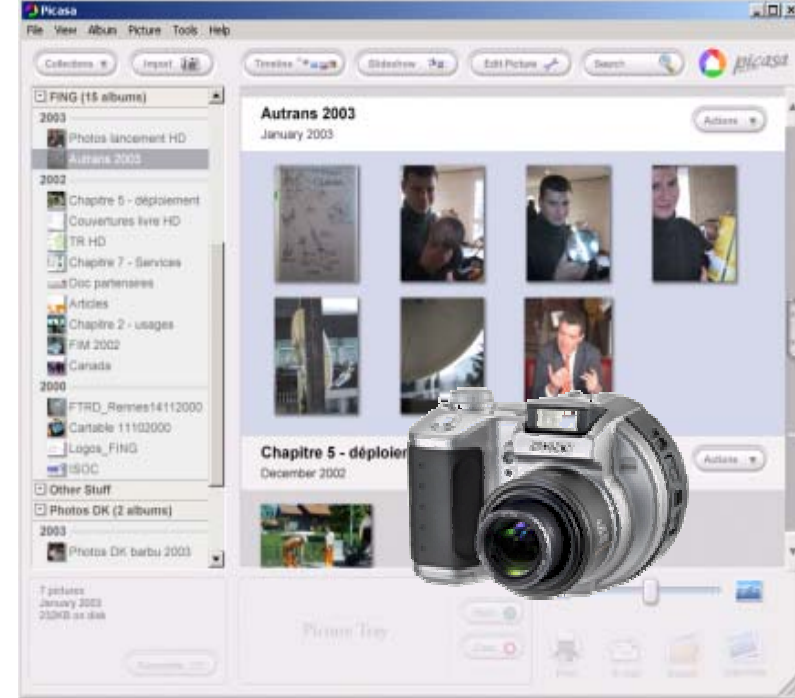 Picasa
File View Album Picture Tools Help
Collections Import Timeline Slideshow Edit Picture Search picasa
FING (15 albums)
2003
Photos lancement HD
Autrans 2003
2002
Chapitre 5 - déploiement
Couvertures livre HD
TR HD
Chapitre 7 - Services
Doc partenaires
Articles
Chapitre 2 - usages
FIM 2002
Canada
2000
FTRD_Rennes14112000
Cartable 11102000
Logos_FING
ISOC
Other Stuff
Photos DK (2 albums)
2003
Photos DK barbu 2003
7 pictures
January 2003
232KB on disk
Autrans 2003
January 2003
Actions
Chapitre 5 - déploier
December 2002
Actions
Picture Tray